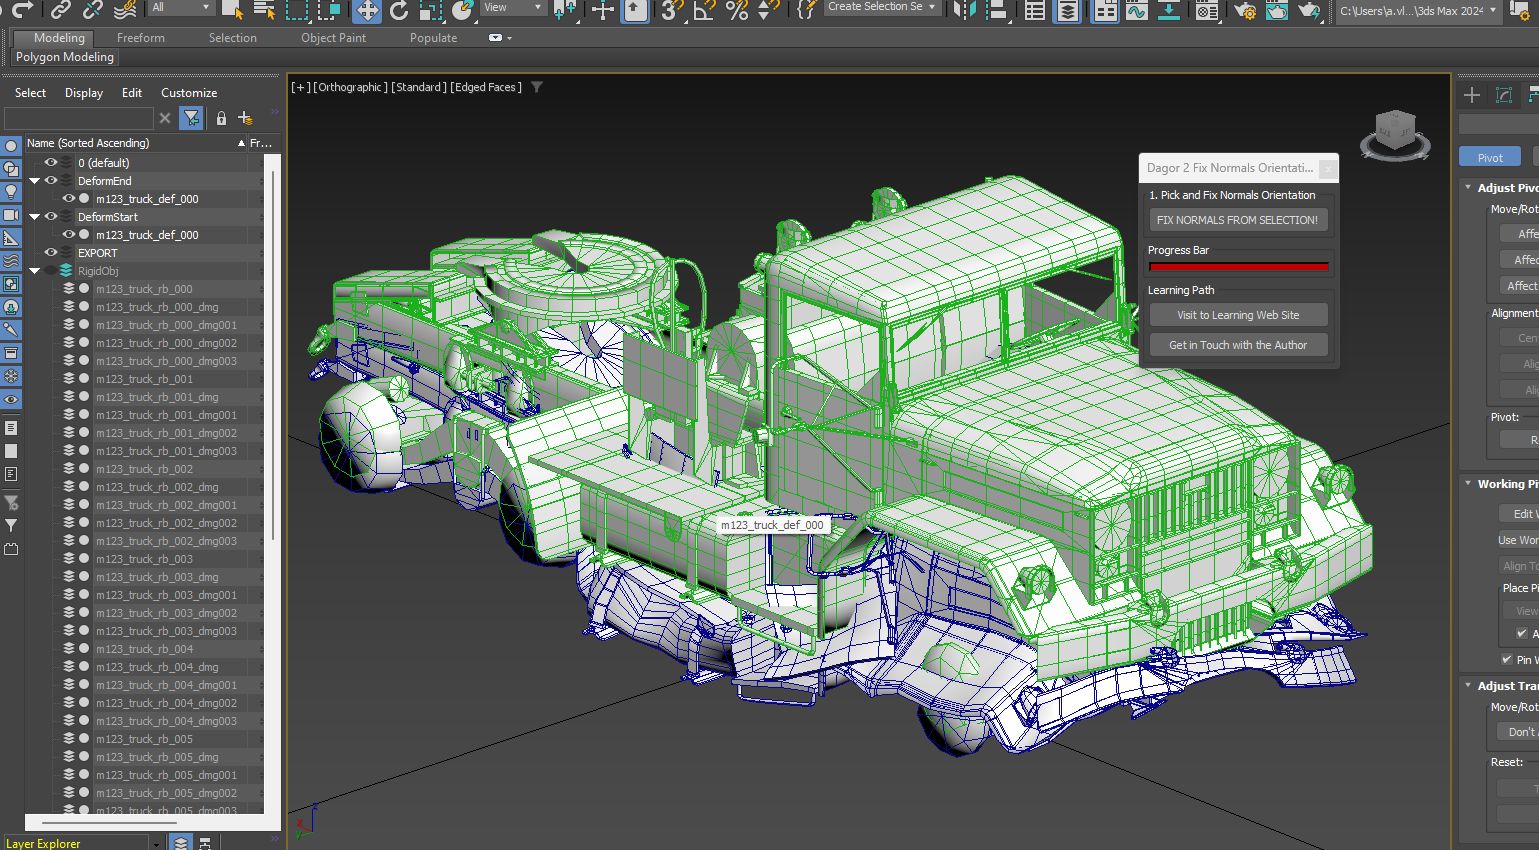 All
View
Create Selection Se
C:\Users\a.vl...\3ds Max 2024
Modeling
Freeform
Selection
Object Paint
Populate
Polygon Modeling
Select
Display
Edit
Customize
Name (Sorted Ascending)
Fr...
0 (default)
DeformEnd
m123_truck_def_000
DeformStart
m123_truck_def_000
EXPORT
RigidObj
m123_truck_rb_000
m123_truck_rb_000_dmg
m123_truck_rb_000_dmg001
m123_truck_rb_000_dmg002
m123_truck_rb_000_dmg003
m123_truck_rb_001
m123_truck_rb_001_dmg
m123_truck_rb_001_dmg001
m123_truck_rb_001_dmg002
m123_truck_rb_001_dmg003
m123_truck_rb_002
m123_truck_rb_002_dmg
m123_truck_rb_002_dmg001
m123_truck_rb_002_dmg002
m123_truck_rb_002_dmg003
m123_truck_rb_003
m123_truck_rb_003_dmg
m123_truck_rb_003_dmg001
m123_truck_rb_003_dmg002
m123_truck_rb_003_dmg003
m123_truck_rb_004
m123_truck_rb_004_dmg
m123_truck_rb_004_dmg001
m123_truck_rb_004_dmg002
m123_truck_rb_004_dmg003
m123_truck_rb_005
m123_truck_rb_005_dmg
m123_truck_rb_005_dmg001
m123_truck_rb_005_dmg002
m123_truck_rb_005_dmg003
Layer Explorer
[+] [Orthographic] [Standard] [Edged Faces]
m123_truck_def_000
Dagor 2 Fix Normals Orientati...
1. Pick and Fix Normals Orientation
FIX NORMALS FROM SELECTION!
Progress Bar
Learning Path
Visit to Learning Web Site
Get in Touch with the Author
Pivot
Adjust Piv
Move/Rot
Affe
Affec
Affect
Alignment
Cen
Alig
Ali
Pivot:
R
Working Pi
Edit W
Use Wor
Align To
Place Pi
View
A
Pin W
Adjust Tra
Move/Rot
Don't
Reset: